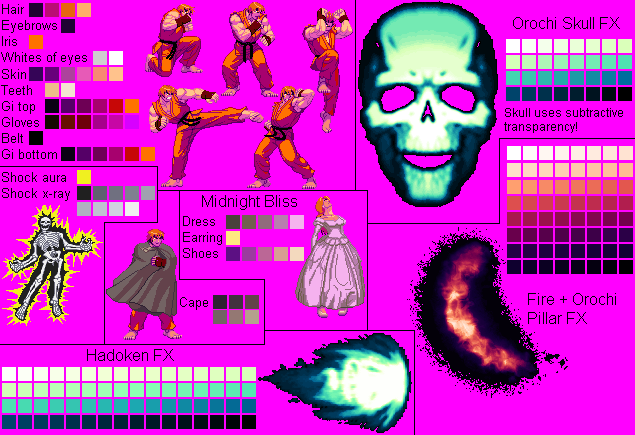 Hair
Eyebrows
Iris
Whites of eyes
Skin
Teeth
Gi top
Gloves
Belt
Gi bottom
Shock aura
Shock x-ray
Midnight Bliss
Dress
Earring
Shoes
Cape
Orochi Skull FX
Skull uses subtractive
transparency!
Fire + Orochi
Pillar FX
Hadoken FX